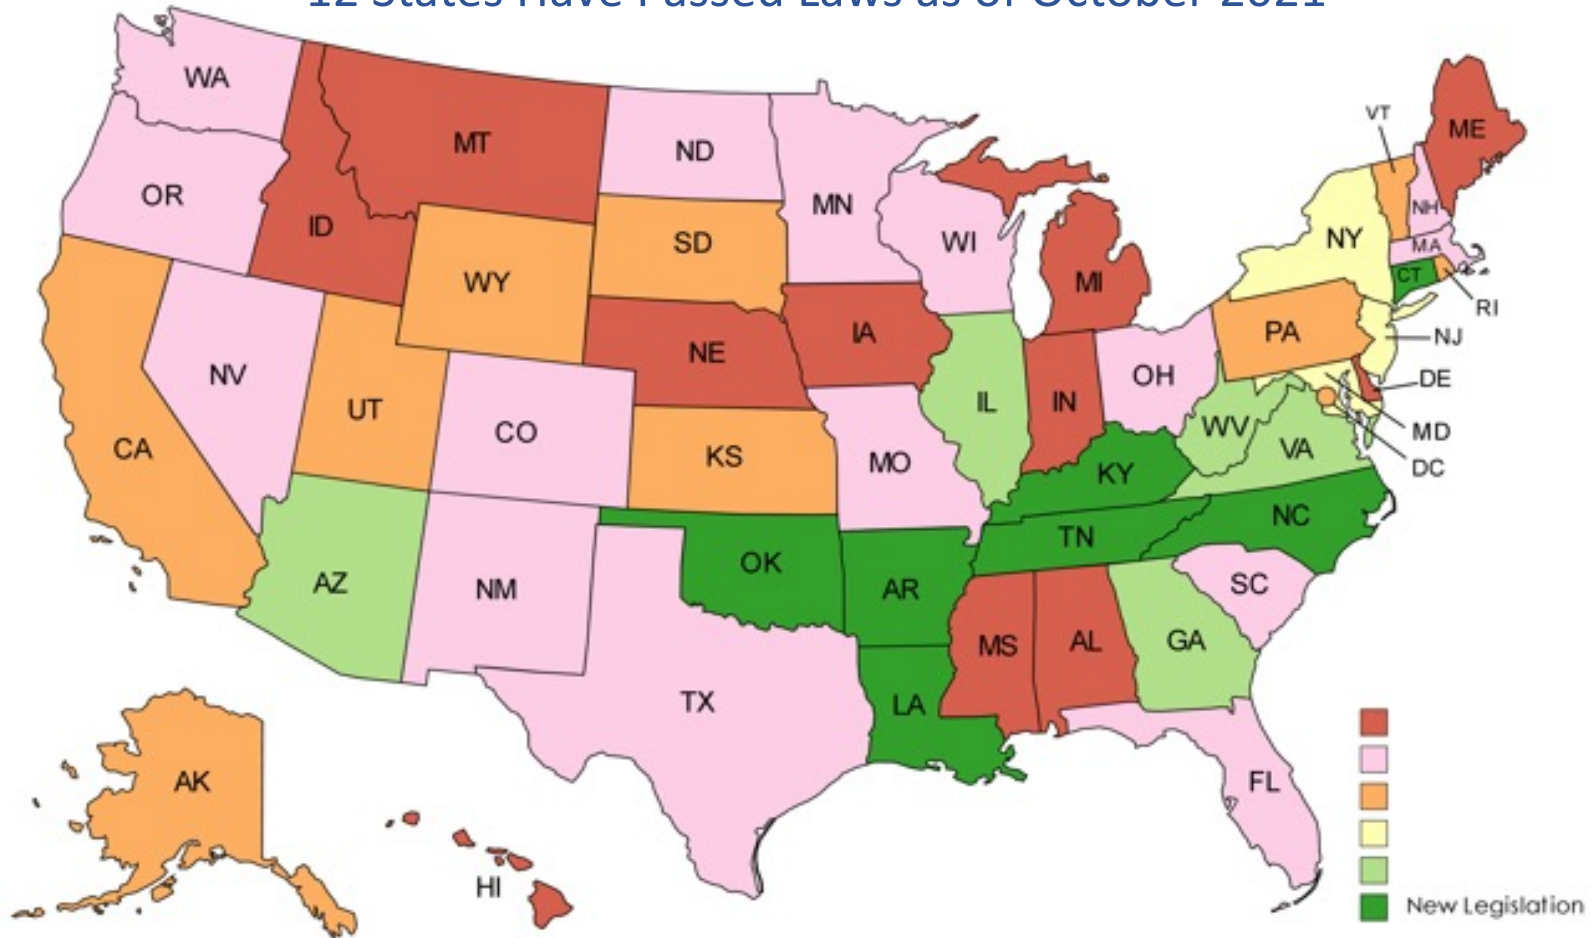 12 States Have Passed Laws as of October 2021
WA
MT
ND
MN
VT
ME
OR
ID
SD
WI
NY
NH
MA
CT
RI
WY
MI
IA
PA
NJ
NE
NV
OH
DE
UT
IL
IN
CO
WV
MD
CA
KS
MO
VA
DC
KY
NC
TN
OK
AZ
NM
AR
SC
MS
AL
GA
TX
LA
AK
FL
HI
New Legislation